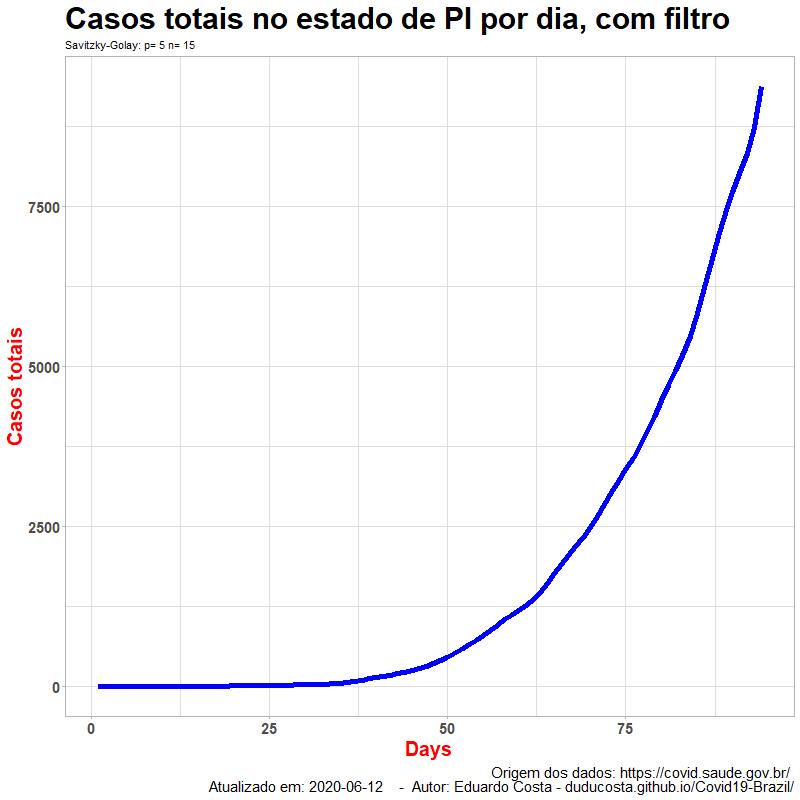 Casos totais no estado de PI por dia, com filtro
Savitzky-Golay: p= 5 n= 15
7500
5000
2500
0
Casos totais
0 25 50 75
Days
Origem dos dados: https://covid.saude.gov.br/
Atualizado em: 2020-06-12 - Autor: Eduardo Costa - duducosta.github.io/Covid19-Brazil/